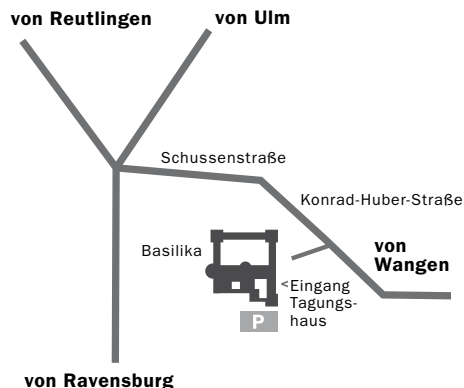 von Reutlingen
von Ulm
Schussenstraße
Konrad-Huber-Straße
Basilika
von
Wangen
<Eingang
Tagungs-
haus
P
von Ravensburg